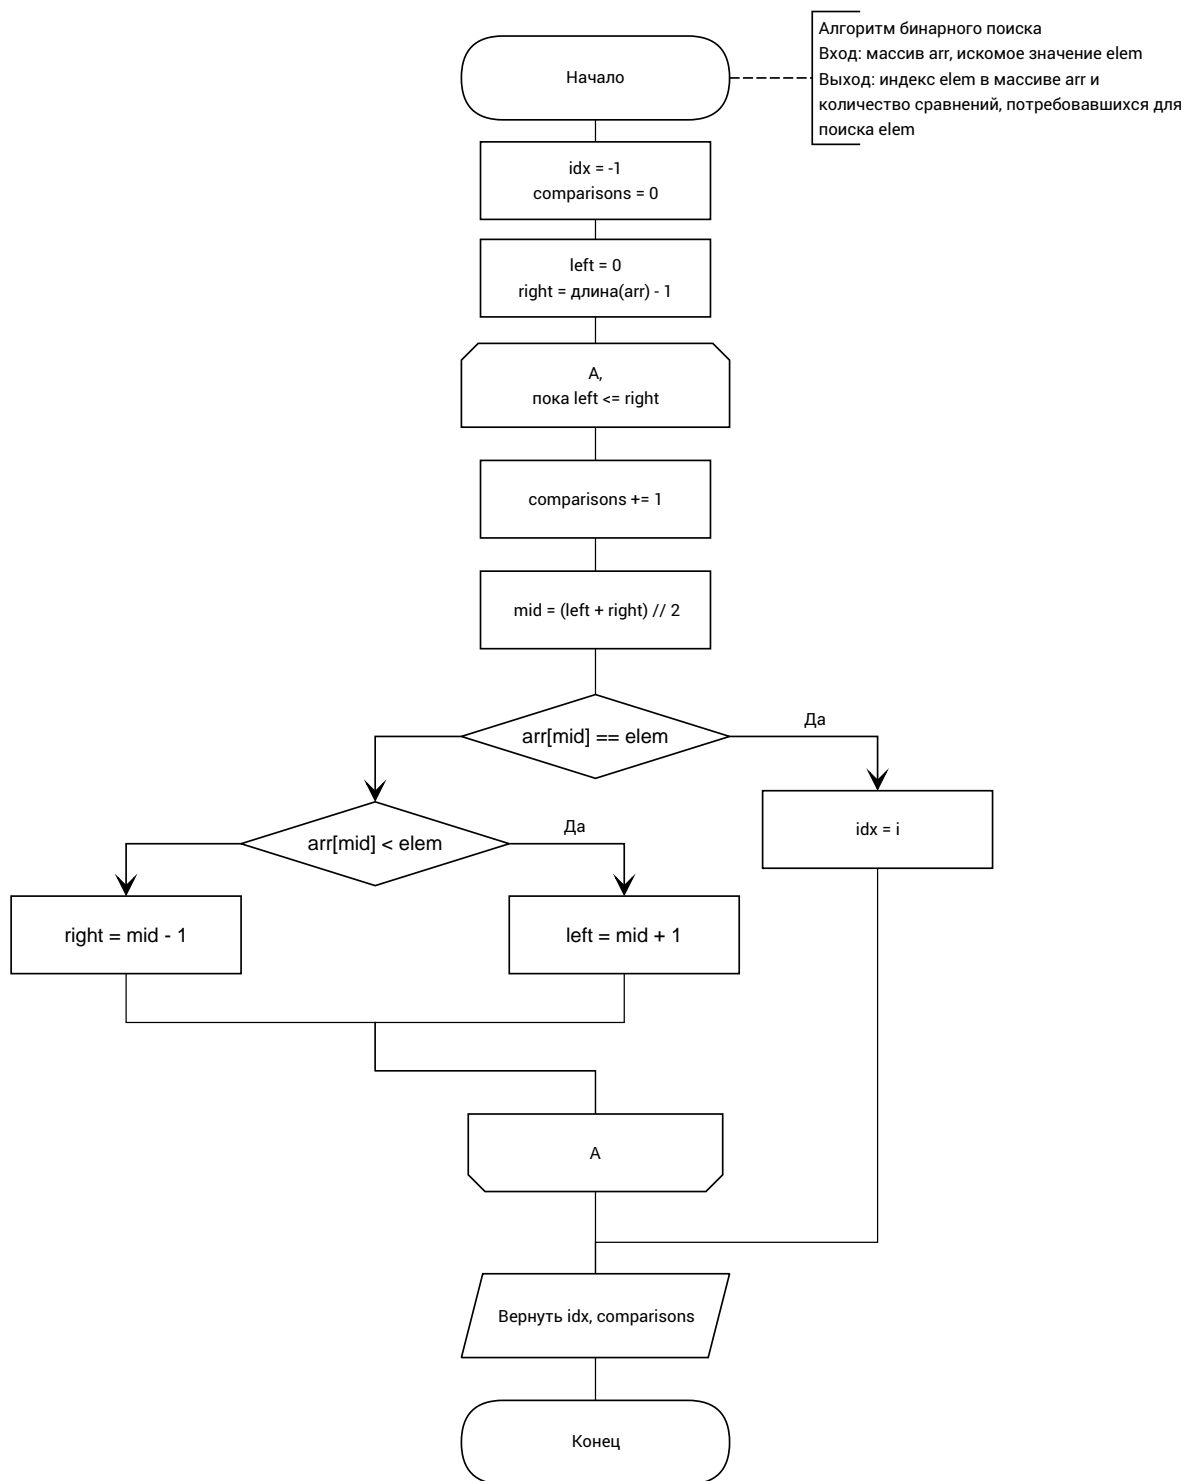 Алгоритм бинарного поиска
Вход: массив arr, искомое значение elem
Выход: индекс elem в массиве arr и
количество сравнений, потребовавшихся для
поиска elem
Начало
idx = -1
comparisons = 0
left = 0
right = длина(arr) - 1
A,
пока left <= right
comparisons += 1
mid = (left + right) // 2
arr[mid] == elem
Да
arr[mid] < elem
Да
idx = i
right = mid - 1
left = mid + 1
A
Вернуть idx, comparisons
Конец